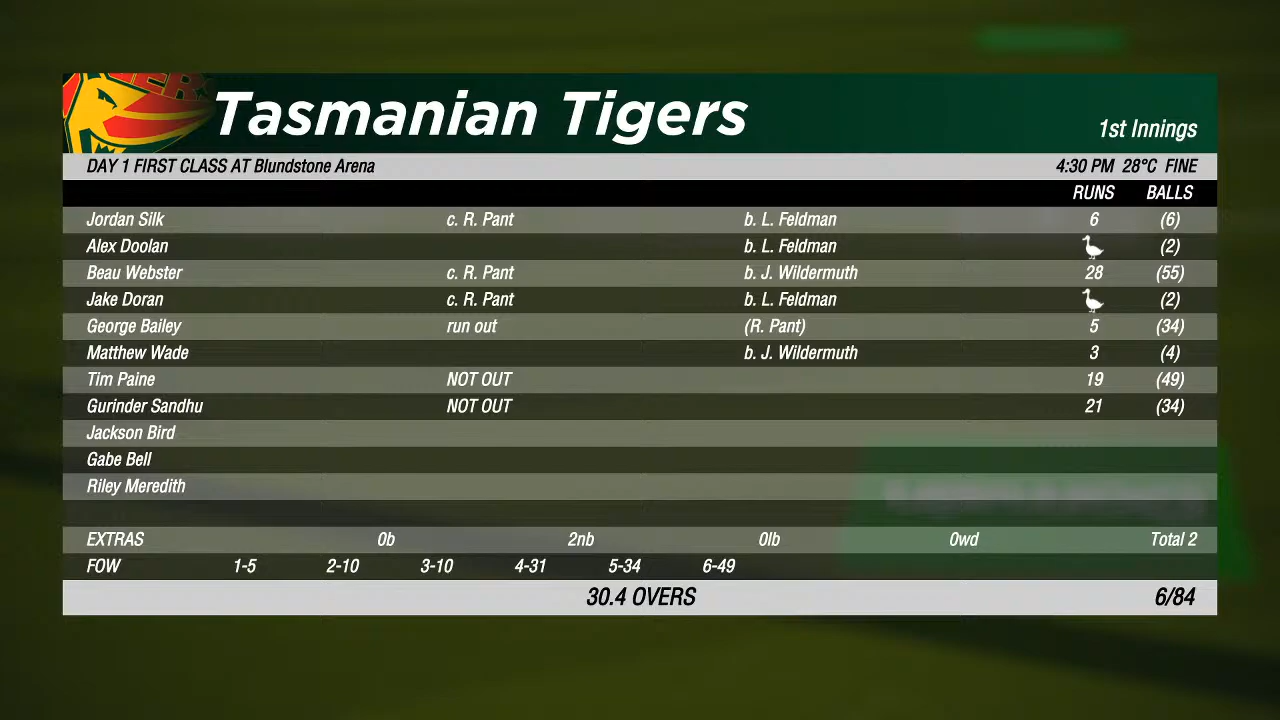 Tasmanian Tigers
1st Innings
DAY 1 FIRST CLASS AT Blundstone Arena 4:30 PM 28°C FINE
RUNS BALLS
Jordan Silk c. R. Pant b. L. Feldman 6 (6)
Alex Doolan b. L. Feldman (2)
Beau Webster c. R. Pant b. J. Wildermuth 28 (55)
Jake Doran c. R. Pant b. L. Feldman (2)
George Bailey run out (R. Pant) 5 (34)
Matthew Wade b. J. Wildermuth 3 (4)
Tim Paine NOT OUT 19 (49)
Gurinder Sandhu NOT OUT 21 (34)
Jackson Bird
Gabe Bell
Riley Meredith
EXTRAS 0b 2nb 0lb 0wd Total 2
FOW 1-5 2-10 3-10 4-31 5-34 6-49
30.4 OVERS 6/84